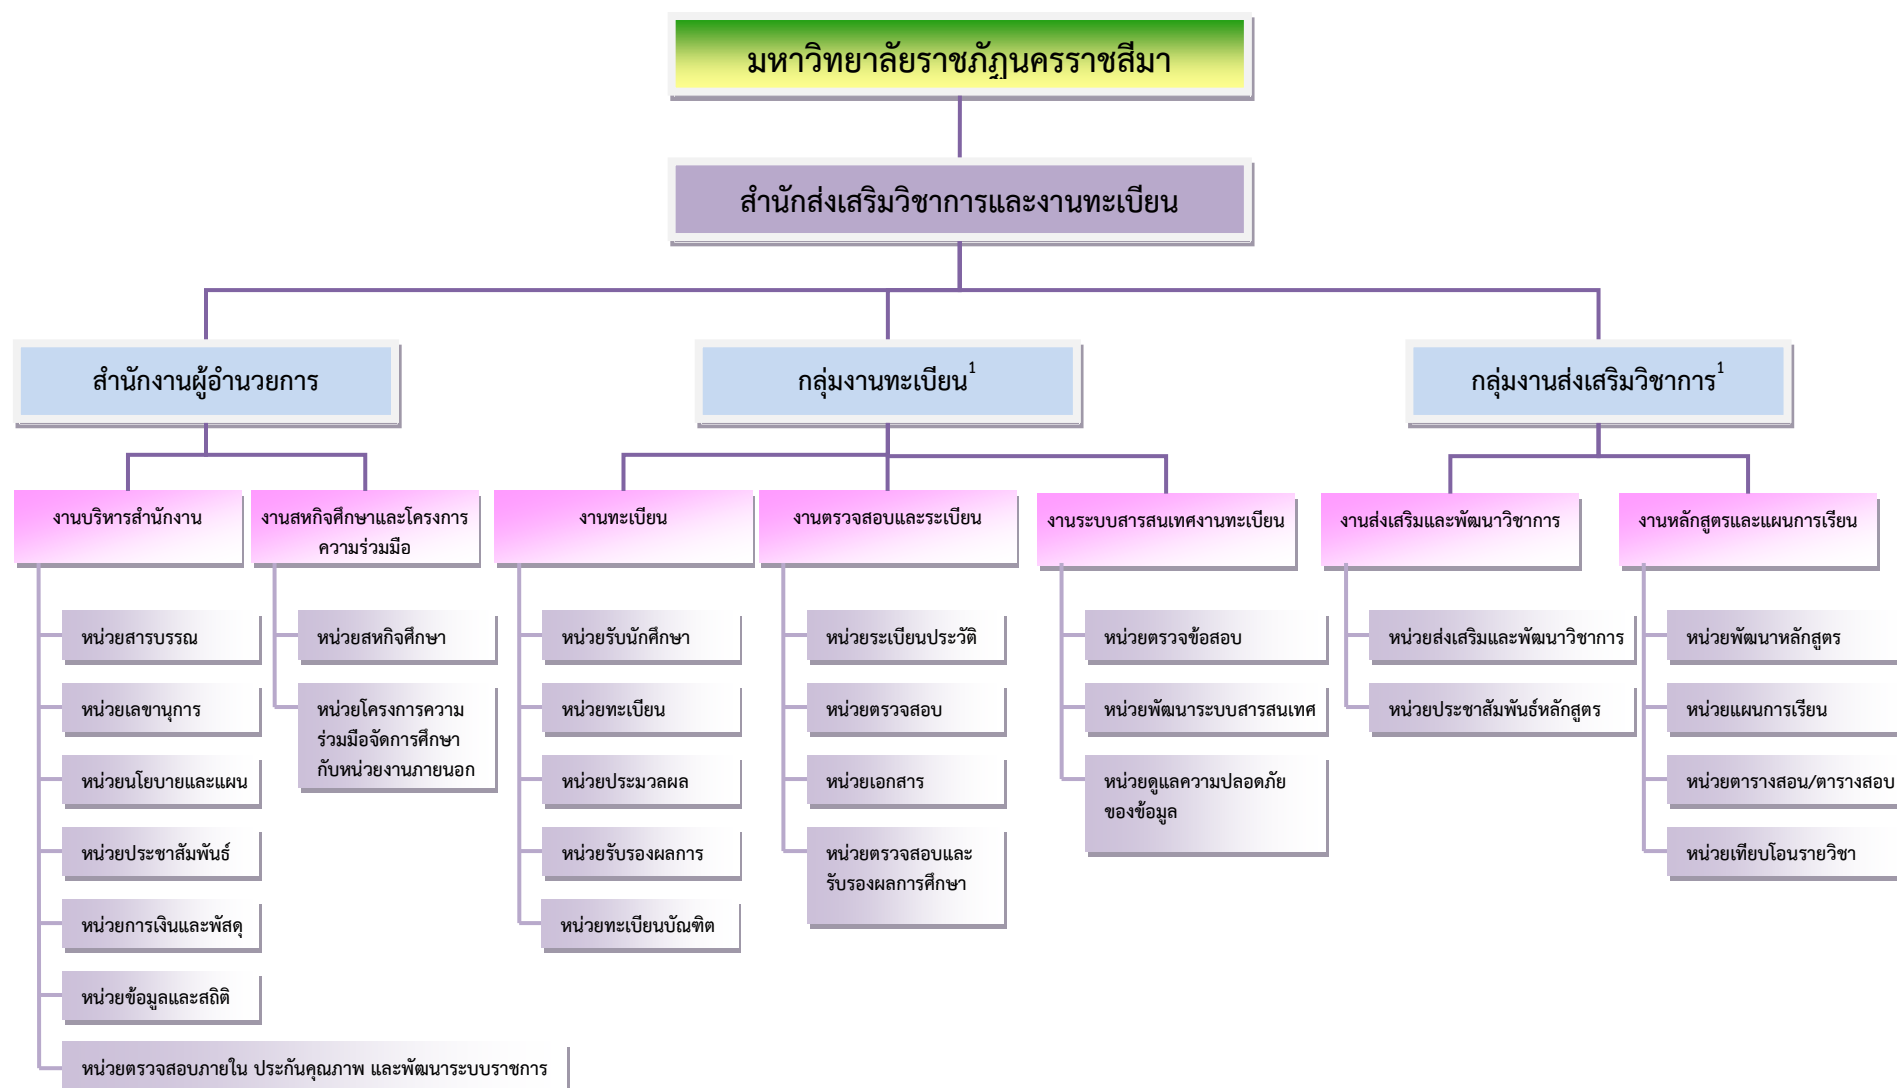 มหาวิทยาลัยราชภัฏนครราชสีมา
สำนักส่งเสริมวิชาการและงานทะเบียน
สำนักงานผู้อำนวยการ
กลุ่มงานทะเบียน1
กลุ่มงานส่งเสริมวิชาการ1
งานบริหารสำนักงาน
งานสหกิจศึกษาและโครงการ
ความร่วมมือ
งานทะเบียน
งานตรวจสอบและระเบียน
งานระบบสารสนเทศงานทะเบียน
งานส่งเสริมและพัฒนาวิชาการ
งานหลักสูตรและแผนการเรียน
หน่วยสารบรรณ
หน่วยเลขานุการ
หน่วยนโยบายและแผน
หน่วยประชาสัมพันธ์
หน่วยการเงินและพัสดุ
หน่วยข้อมูลและสถิติ
หน่วยตรวจสอบภายใน ประกันคุณภาพ และพัฒนาระบบราชการ
หน่วยสหกิจศึกษา
หน่วยโครงการความ
ร่วมมือจัดการศึกษา
กับหน่วยงานภายนอก
หน่วยรับนักศึกษา
หน่วยทะเบียน
หน่วยประมวลผล
หน่วยรับรองผลการ
หน่วยทะเบียนบัณฑิต
หน่วยระเบียนประวัติ
หน่วยตรวจสอบ
หน่วยเอกสาร
หน่วยตรวจสอบและ
รับรองผลการศึกษา
หน่วยตรวจข้อสอบ
หน่วยพัฒนาระบบสารสนเทศ
หน่วยดูแลความปลอดภัย
ของข้อมูล
หน่วยส่งเสริมและพัฒนาวิชาการ
หน่วยประชาสัมพันธ์หลักสูตร
หน่วยพัฒนาหลักสูตร
หน่วยแผนการเรียน
หน่วยตารางสอน/ตารางสอบ
หน่วยเทียบโอนรายวิชา